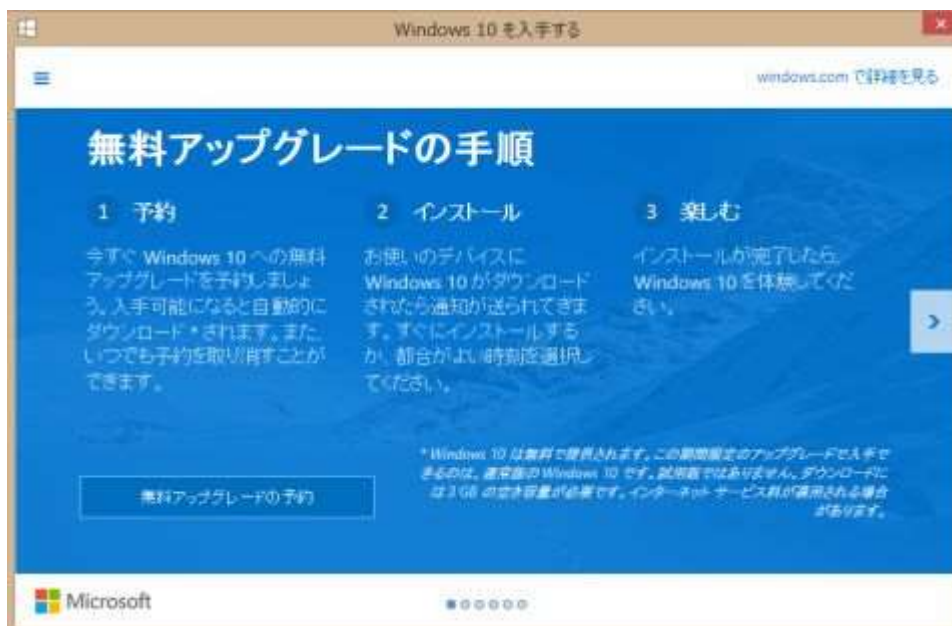 Windows 10 を入手する
windows.com で詳細を見る
無料アップグレードの手順
1 予約
今すぐ Windows 10 への無料
アップグレードを予約しましょ
う。入手可能になると自動的に
ダウンロード * されます。また、
いつでも予約を取り消すことが
できます。
2 インストール
お使いのデバイスに
Windows 10 がダウンロード
されたら通知が送られてきま
す。すぐにインストールする
か、都合がよい時刻を選択し
てください。
3 楽しむ
インストールが完了したら、
Windows 10 を体験してくだ
さい。
無料アップグレードの予約
* Windows 10 は無料で提供されます。この期間限定のアップグレードで入手で
きるのは、通常版の Windows 10 です。試用版ではありません。ダウンロードに
は 3 GB の空き容量が必要です。インターネット サービス料が適用される場合
があります。
Microsoft